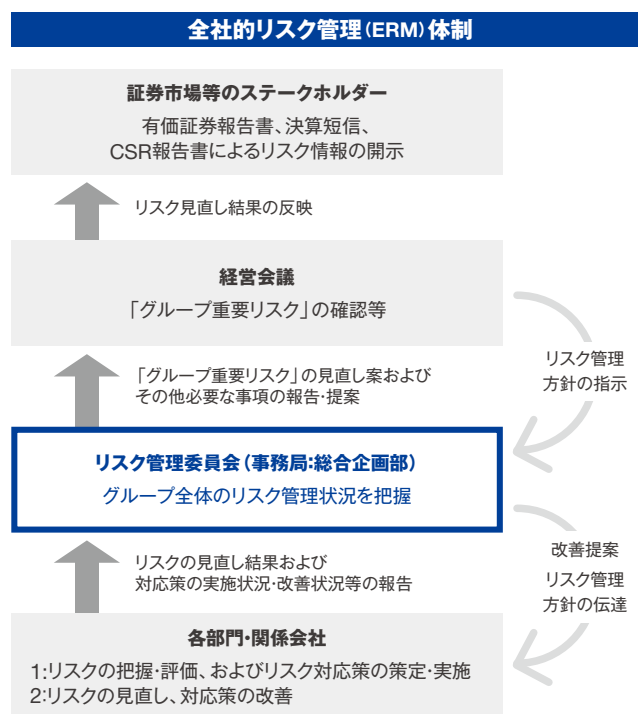 全社的リスク管理(ERM)体制
証券市場等のステークホルダー
有価証券報告書、決算短信、
CSR報告書によるリスク情報の開示
リスク見直し結果の反映
経営会議
「グループ重要リスク」の確認等
リスク管理
方針の指示
「グループ重要リスク」の見直し案および
その他必要な事項の報告・提案
リスク管理委員会(事務局:総合企画部)
グループ全体のリスク管理状況を把握
改善提案
リスク管理
方針の伝達
リスクの見直し結果および
対応策の実施状況・改善状況等の報告
各部門・関係会社
1:リスクの把握・評価、およびリスク対応策の策定・実施
2:リスクの見直し、対応策の改善